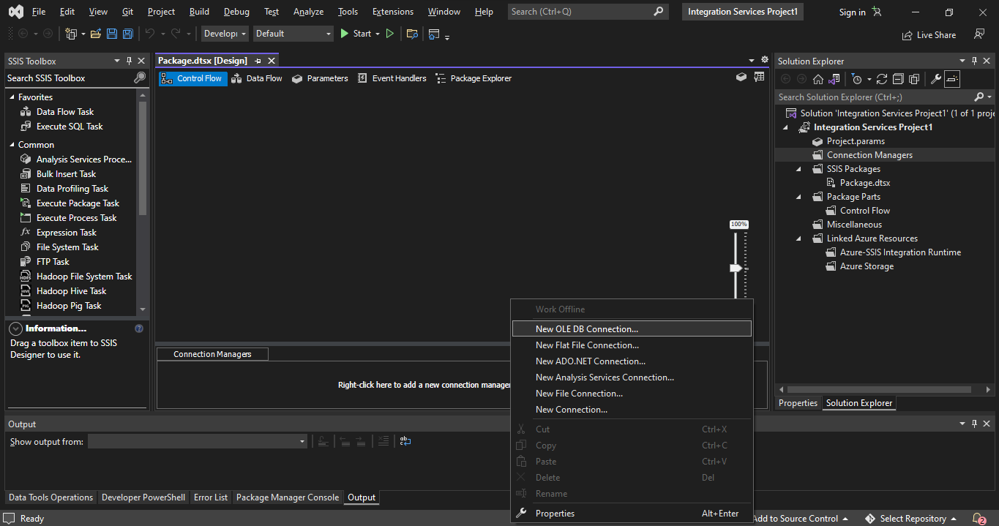 File Edit View Git Project Build Debug Test Analyze Tools Extensions Window Help Search (Ctrl+Q) Integration Services Project1 Sign in
Default Start Live Share
SSIS Toolbox
Search SSIS Toolbox
Favorites
Data Flow Task
Execute SQL Task
Common
Analysis Services Proce...
Bulk Insert Task
Data Profiling Task
Execute Package Task
Execute Process Task
Expression Task
File System Task
FTP Task
Hadoop File System Task
Hadoop Hive Task
Hadoop Pig Task
Information...
Drag a toolbox item to SSIS
Designer to use it.
Package.dtsx [Design]
Control Flow Data Flow Parameters Event Handlers Package Explorer
100%
Connection Managers
Right-click here to add a new connection manager
Work Offline
New OLE DB Connection...
New Flat File Connection...
New ADO.NET Connection...
New Analysis Services Connection...
New File Connection...
New Connection...
Cut Ctrl+X
Copy Ctrl+C
Paste Ctrl+V
Delete Del
Rename
Properties Alt+Enter
Solution Explorer
Search Solution Explorer (Ctrl+;)
Solution 'Integration Services Project1' (1 of 1 proje
Integration Services Project1
Project.params
Connection Managers
SSIS Packages
Package.dtsx
Package Parts
Control Flow
Miscellaneous
Linked Azure Resources
Azure-SSIS Integration Runtime
Azure Storage
Properties Solution Explorer
Output
Show output from:
Data Tools Operations Developer PowerShell Error List Package Manager Console Output
Ready Add to Source Control Select Repository 2